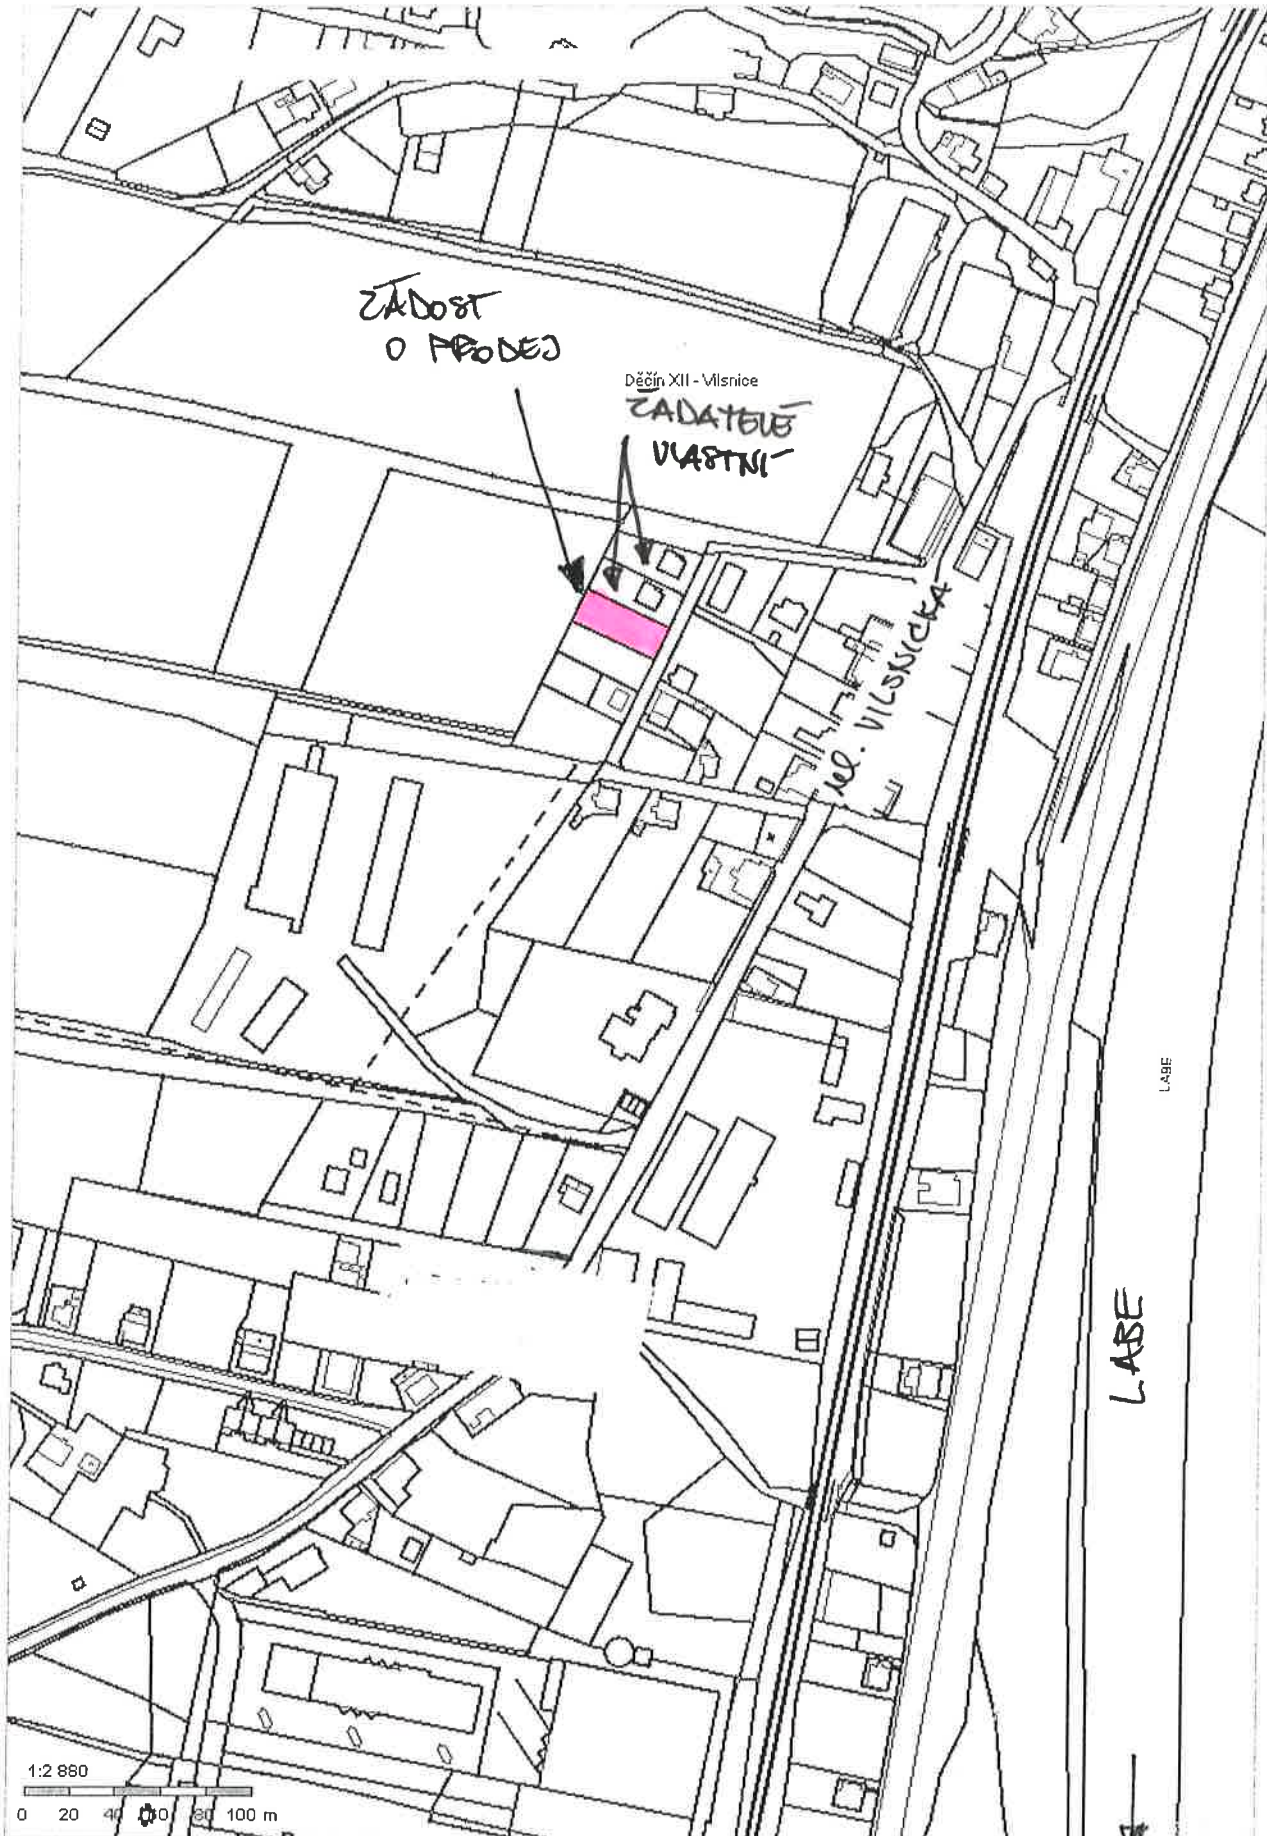 ŽÁDOST
O PRODEJ
Děčín XII - Vilsnice
ŽADATELÉ
VLASTNÍ
ul. VILSNICKÁ
LABE
LABE
1:2 880
0 20 40 60 80 100 m